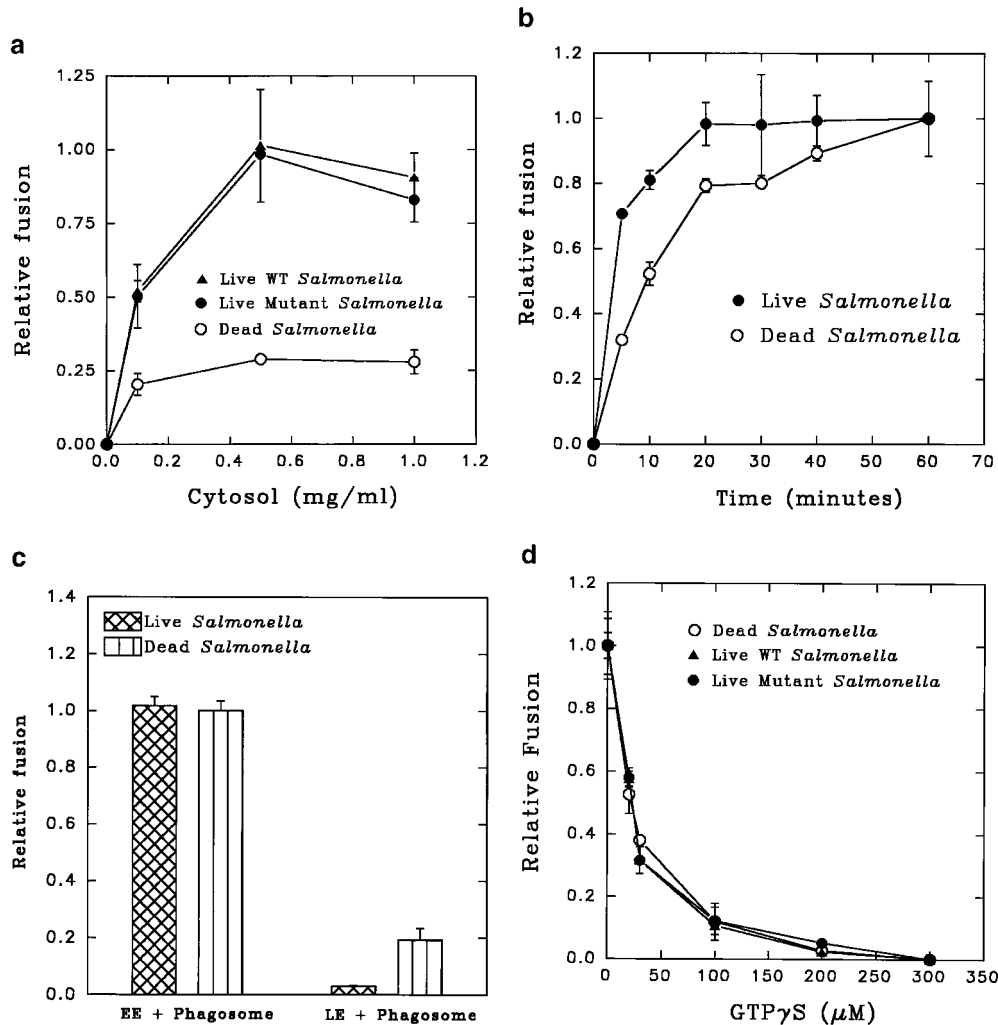 a
1.25
1.00
0.75
0.50
0.25
0.00
Relative fusion
Live WT Salmonella
Live Mutant Salmonella
Dead Salmonella
0.0 0.2 0.4 0.6 0.8 1.0 1.2
Cytosol (mg/ml)
b
1.2
1.0
0.8
0.6
0.4
0.2
0.0
Relative fusion
Live Salmonella
Dead Salmonella
0 10 20 30 40 50 60 70
Time (minutes)
c
1.4
1.2
1.0
0.8
0.6
0.4
0.2
0.0
Relative fusion
Live Salmonella
Dead Salmonella
EE + Phagosome LE + Phagosome
d
1.2
1.0
0.8
0.6
0.4
0.2
0.0
Relative Fusion
Dead Salmonella
Live WT Salmonella
Live Mutant Salmonella
0 50 100 150 200 250 300 350
GTPγS (μM)